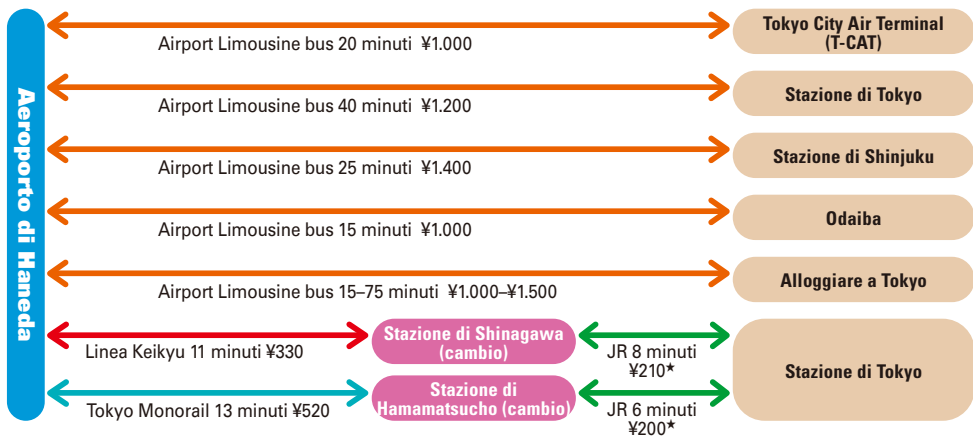 Aeroporto di Haneda
Airport Limousine bus 20 minuti ¥1.000
Tokyo City Air Terminal
(T-CAT)
Airport Limousine bus 40 minuti ¥1.200
Stazione di Tokyo
Airport Limousine bus 25 minuti ¥1.400
Stazione di Shinjuku
Airport Limousine bus 15 minuti ¥1.000
Odaiba
Airport Limousine bus 15–75 minuti ¥1.000–¥1.500
Alloggiare a Tokyo
Linea Keikyu 11 minuti ¥330
Stazione di Shinagawa
(cambio)
JR 8 minuti
¥210★
Tokyo Monorail 13 minuti ¥520
Stazione di
Hamamatsucho (cambio)
JR 6 minuti
¥200★
Stazione di Tokyo